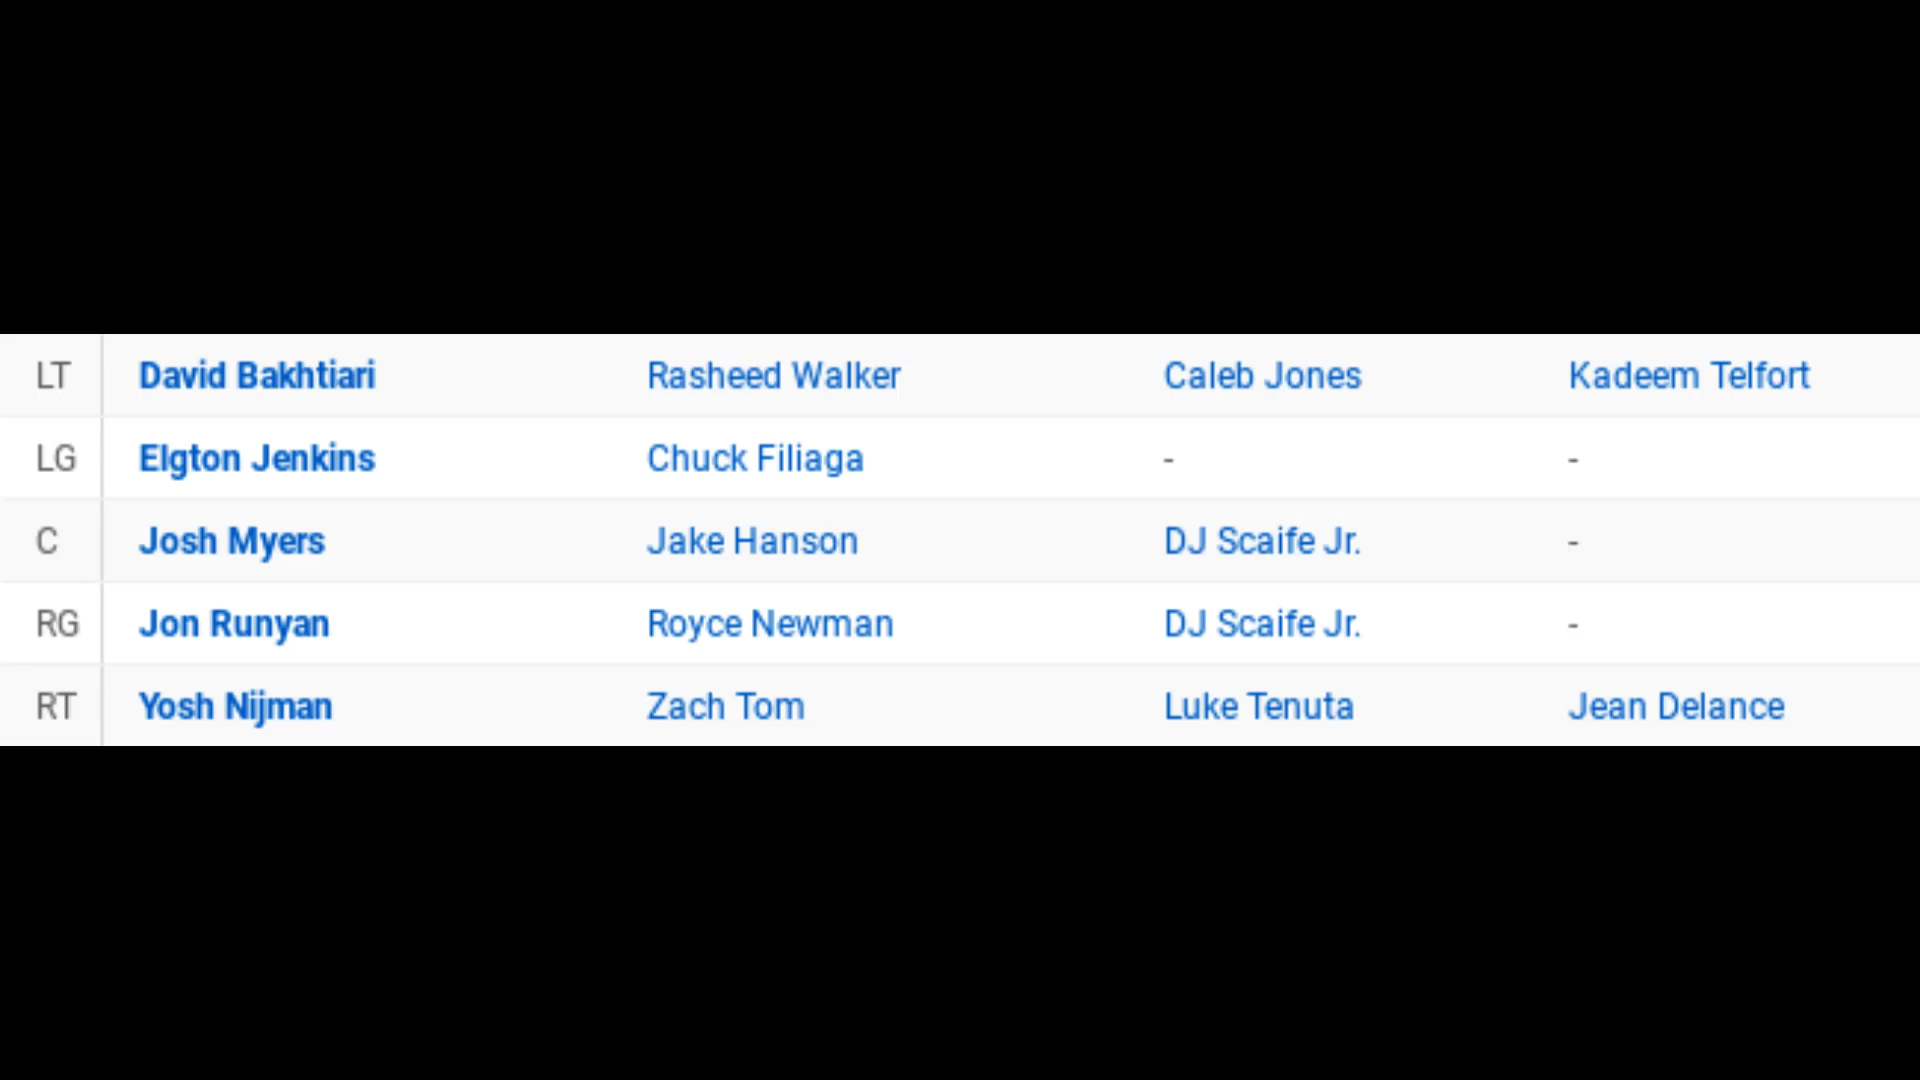 LT David Bakhtiari Rasheed Walker Caleb Jones Kadeem Telfort
LG Elgton Jenkins Chuck Filiaga - -
C Josh Myers Jake Hanson DJ Scaife Jr. -
RG Jon Runyan Royce Newman DJ Scaife Jr. -
RT Yosh Nijman Zach Tom Luke Tenuta Jean Delance